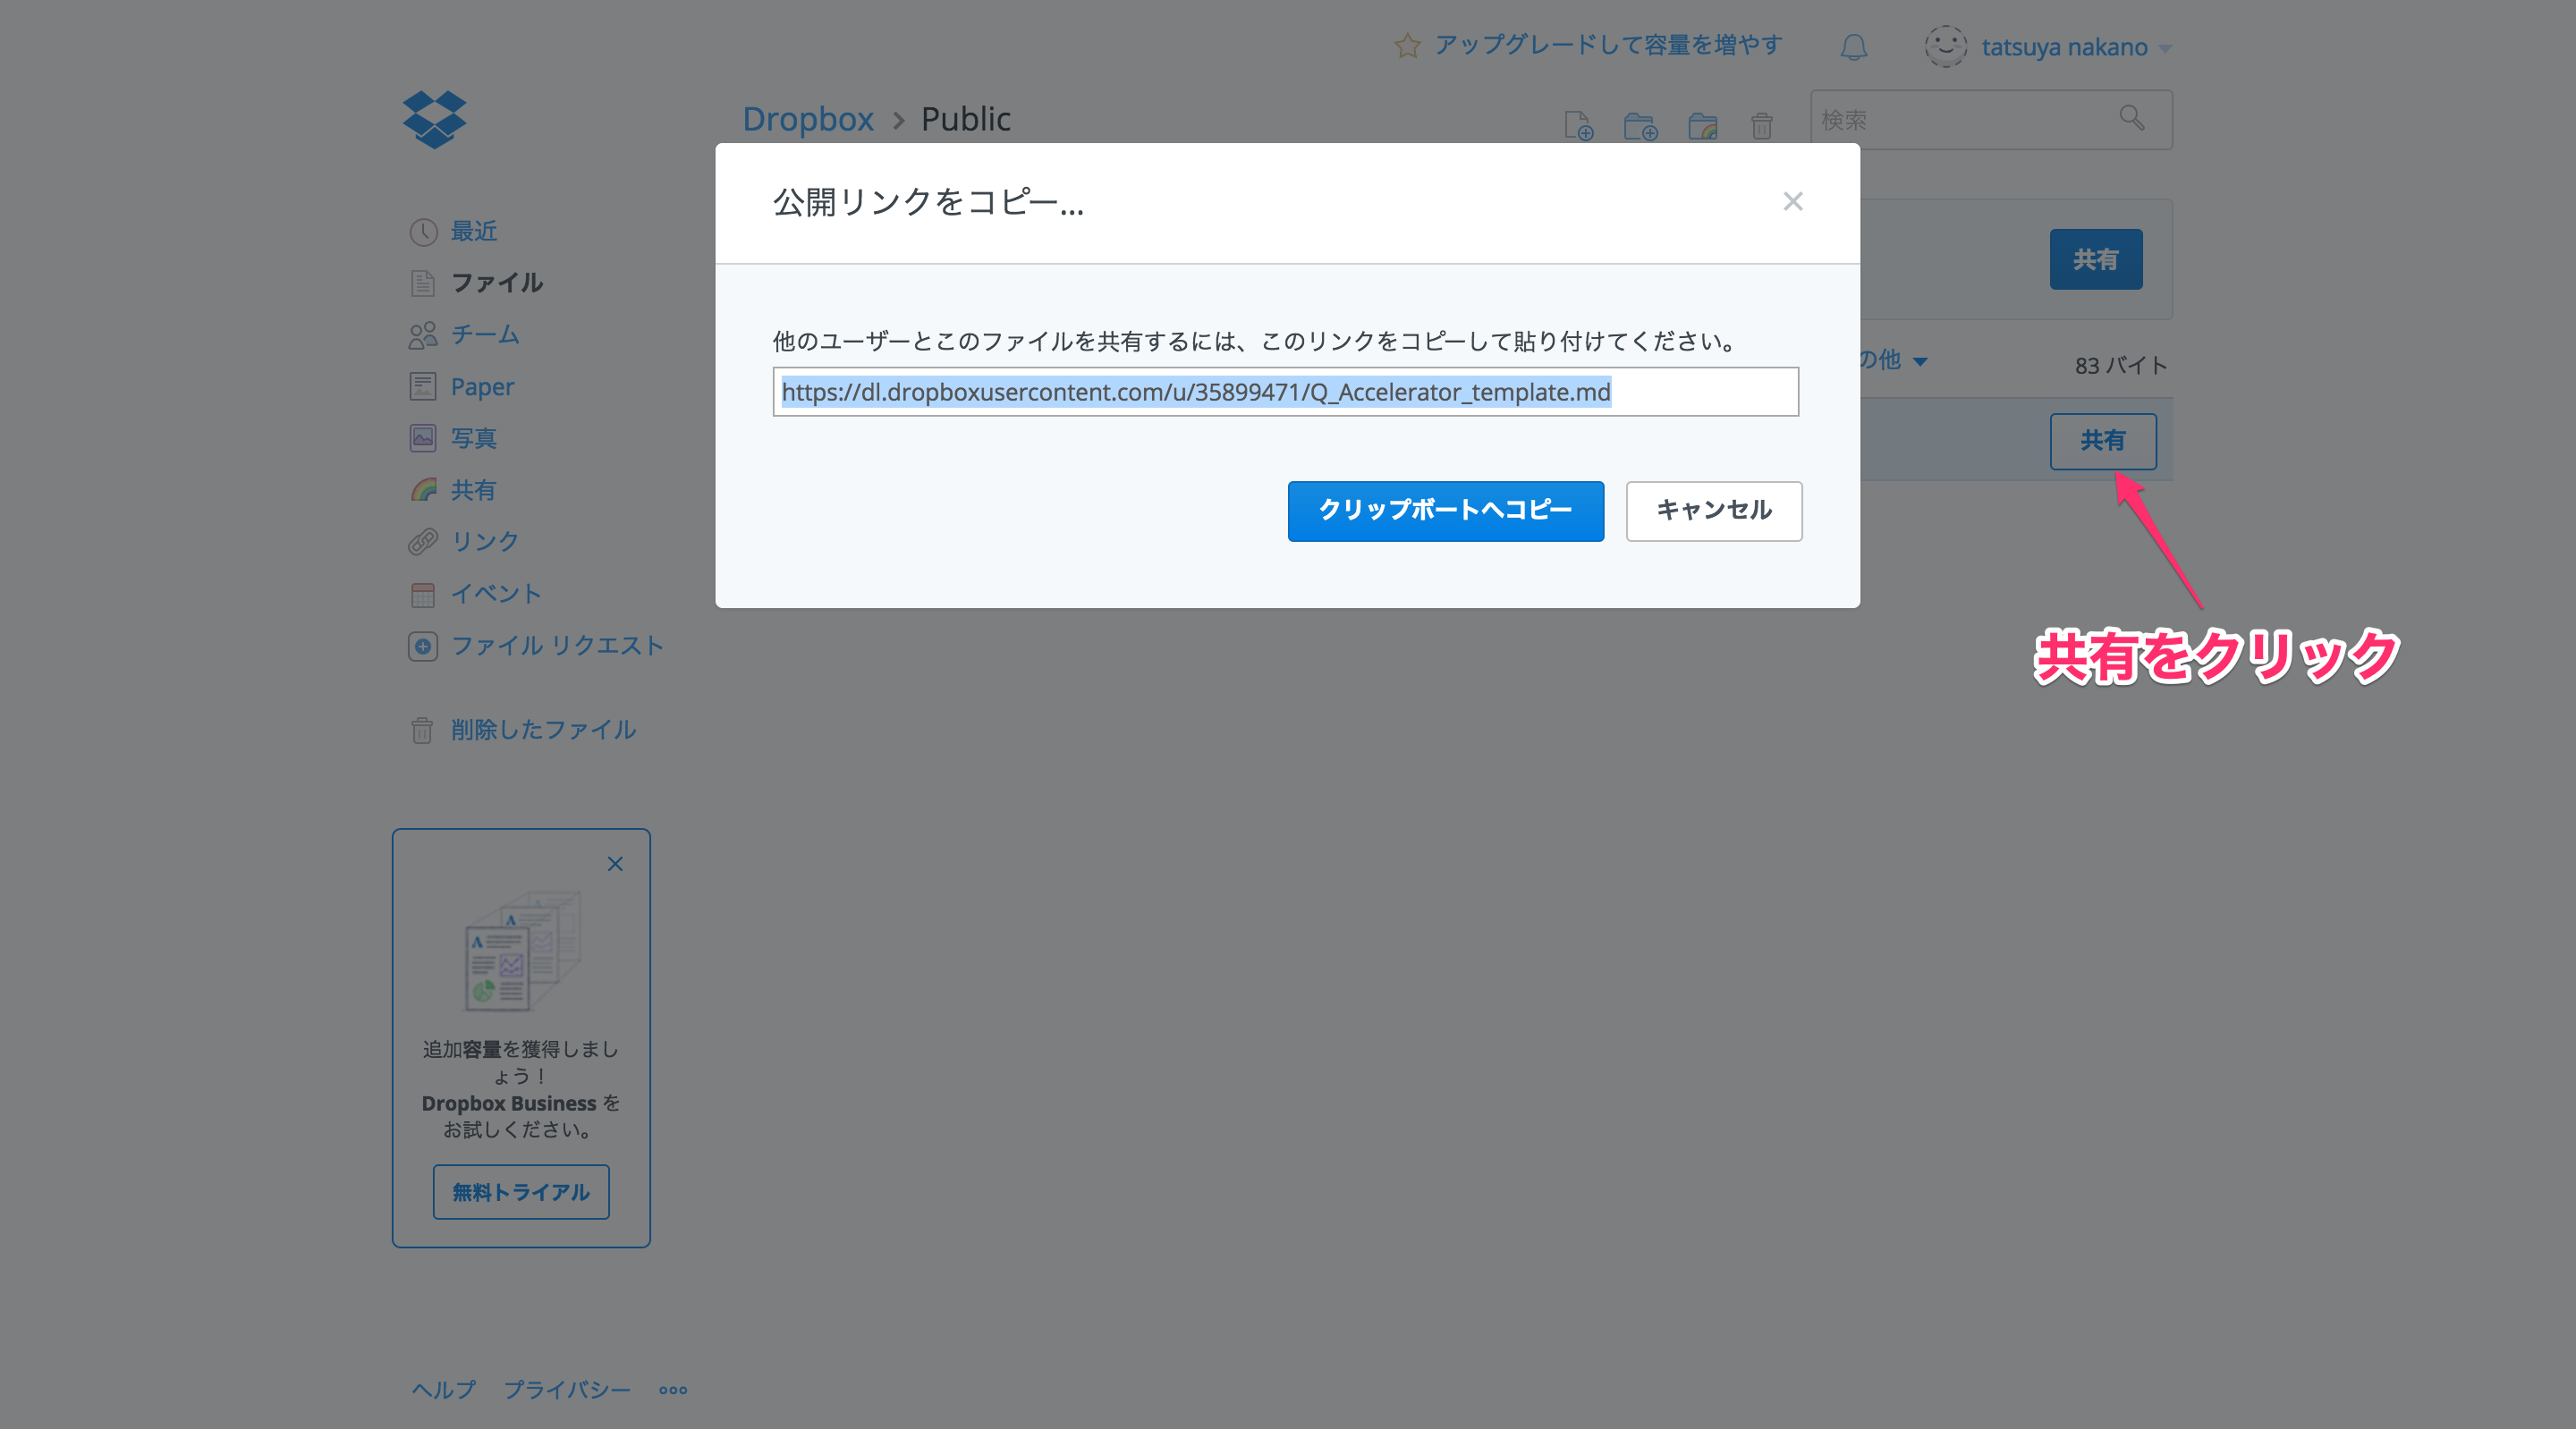 アップグレードして容量を増やす
tatsuya nakano
Dropbox > Public
検索
最近
ファイル
チーム
Paper
写真
共有
リンク
イベント
ファイル リクエスト
削除したファイル
公開リンクをコピー...
他のユーザーとこのファイルを共有するには、このリンクをコピーして貼り付けてください。
https://dl.dropboxusercontent.com/u/35899471/Q_Accelerator_template.md
クリップボートへコピー
キャンセル
共有
の他
83 バイト
共有
共有をクリック
追加容量を獲得しまし
ょう！
Dropbox Business を
お試しください。
無料トライアル
ヘルプ プライバシー